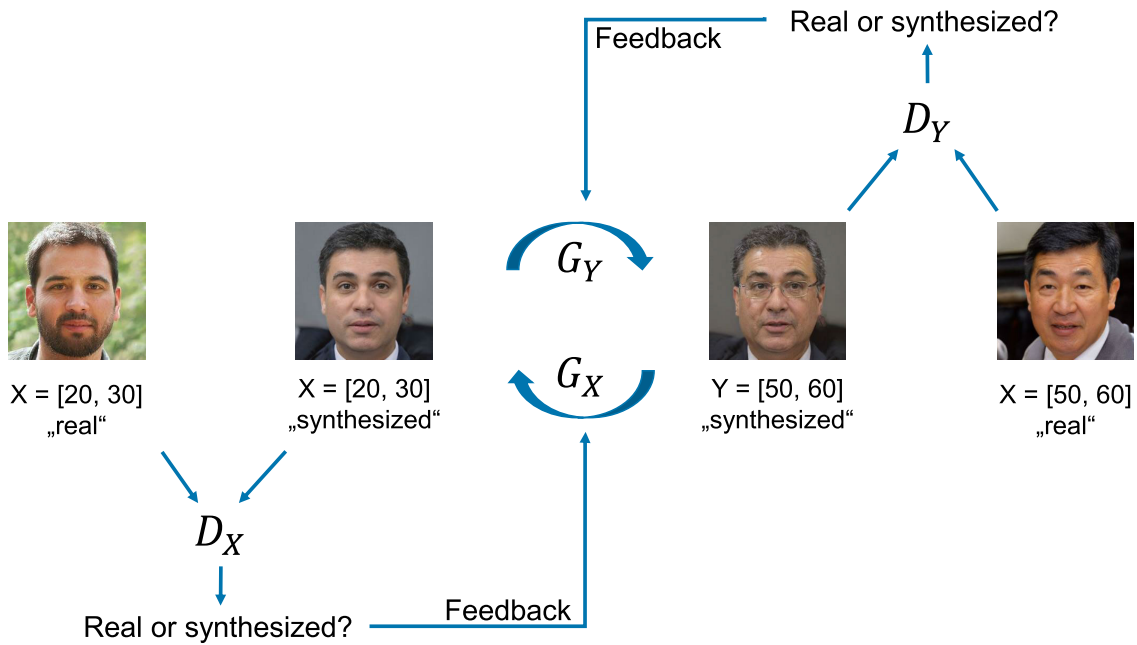 Real or synthesized?
Feedback
D_Y
G_Y
G_X
X = [20, 30]
„real“
X = [20, 30]
„synthesized“
Y = [50, 60]
„synthesized“
X = [50, 60]
„real“
D_X
Feedback
Real or synthesized?